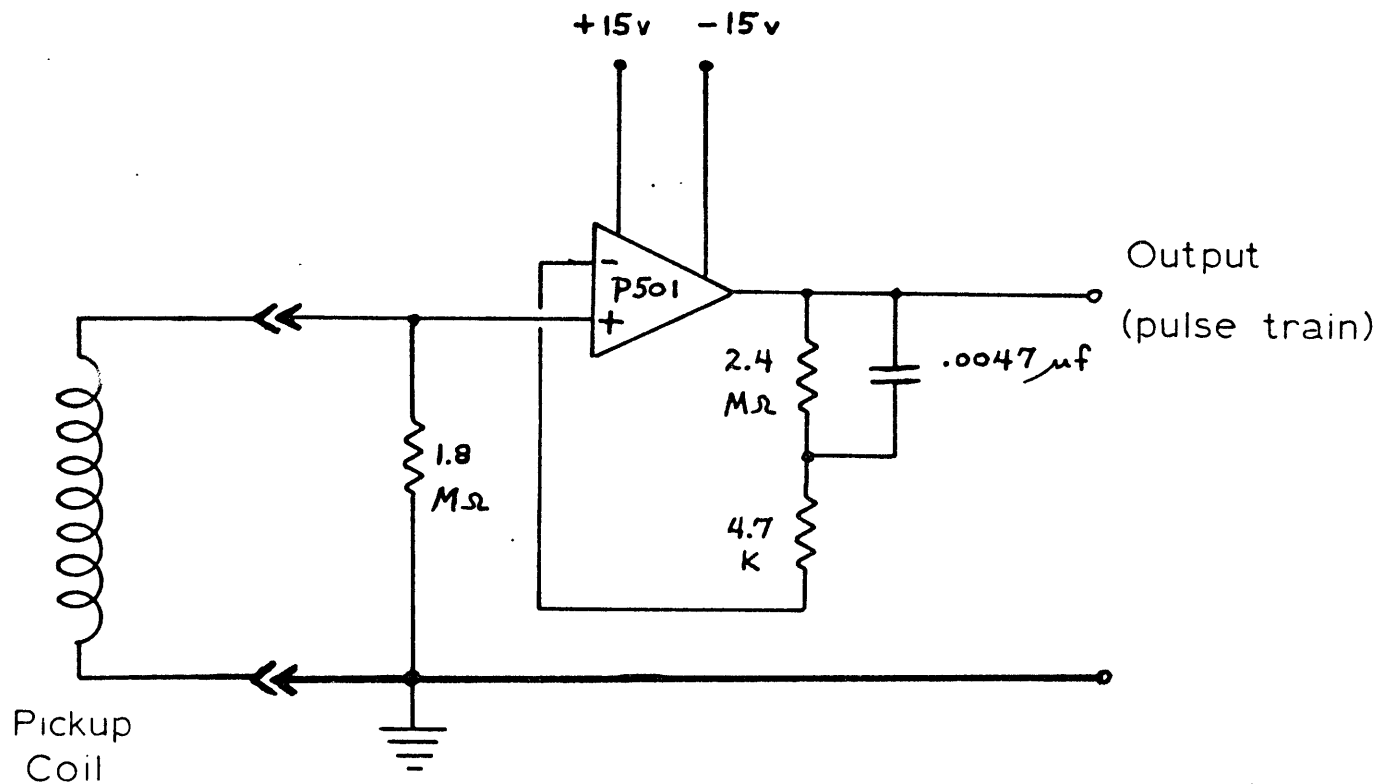 +15v -15v
-
P501
+
Output
(pulse train)
2.4
MΩ
.0047 μf
1.8
MΩ
4.7
K
Pickup
Coil